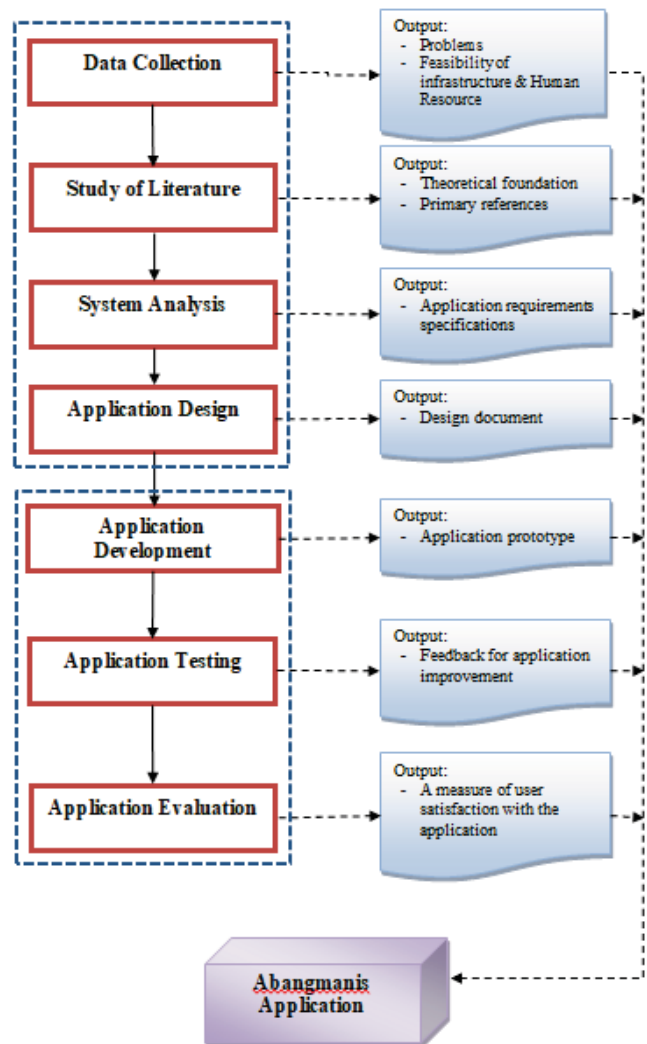 Data Collection
Output:
- Problems
- Feasibility of
infrastructure & Human
Resource
Study of Literature
Output:
- Theoretical foundation
- Primary references
System Analysis
Output:
- Application requirements
specifications
Application Design
Output:
- Design document
Application
Development
Output:
- Application prototype
Application Testing
Output:
- Feedback for application
improvement
Application Evaluation
Output:
- A measure of user
satisfaction with the
application
Abangmanis
Application